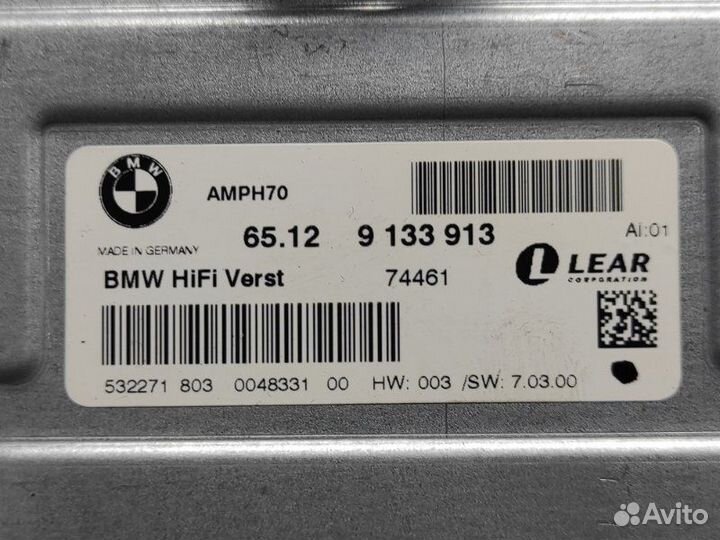 BMW
AMPH70
65.12 9 133 913
AI:01
MADE IN GERMANY
BMW HiFi Verst 74461
LEAR
CORPORATION
532271 803 0048331 00 HW: 003 /SW: 7.03.00
Avito